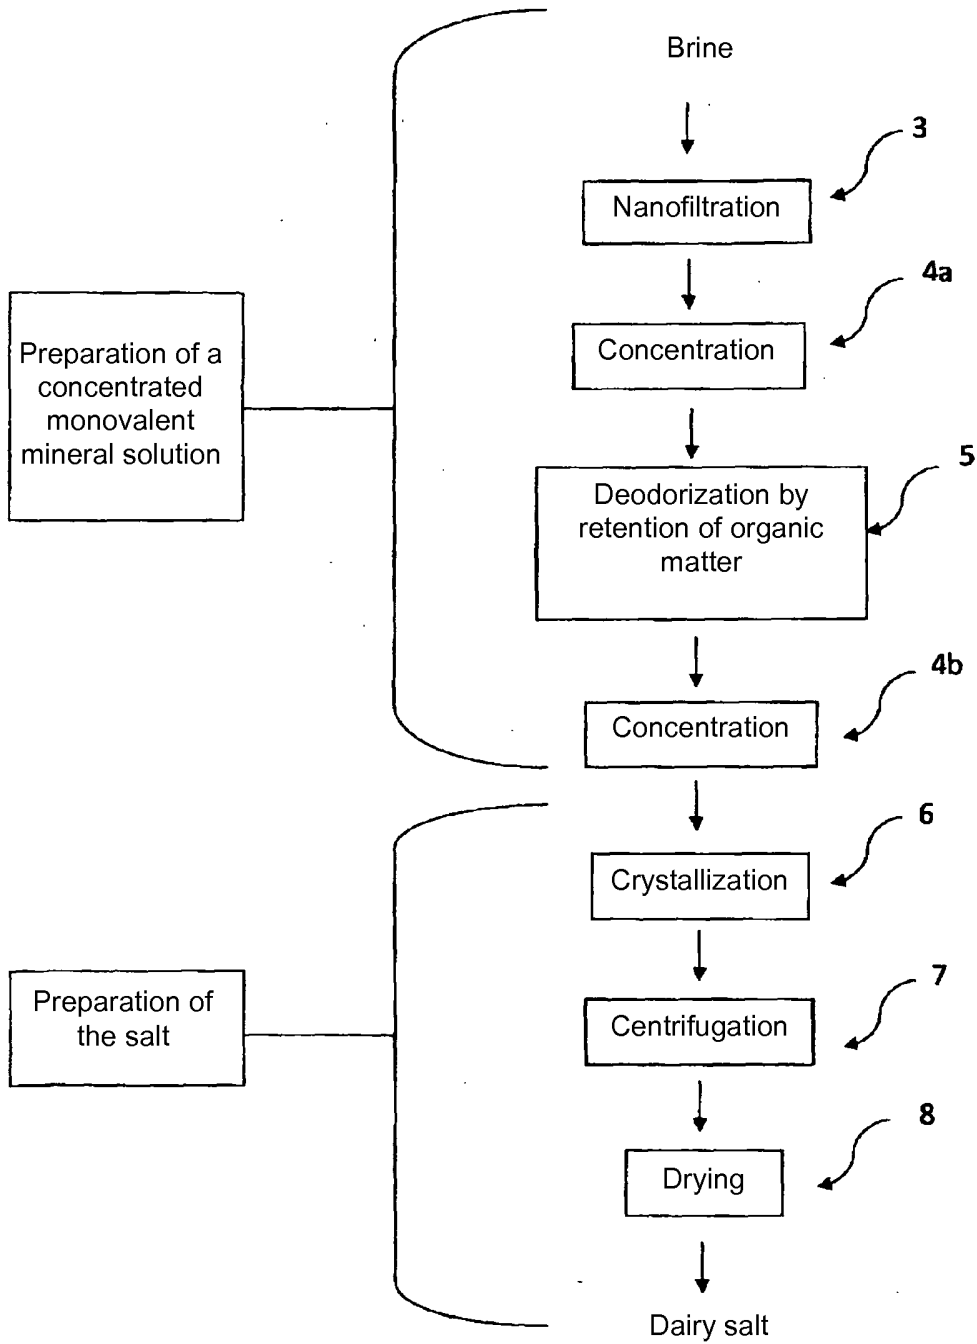 Brine
3
Nanofiltration
4a
Concentration
Preparation of a
concentrated
monovalent
mineral solution
5
Deodorization by
retention of organic
matter
4b
Concentration
6
Crystallization
7
Centrifugation
Preparation of
the salt
8
Drying
Dairy salt